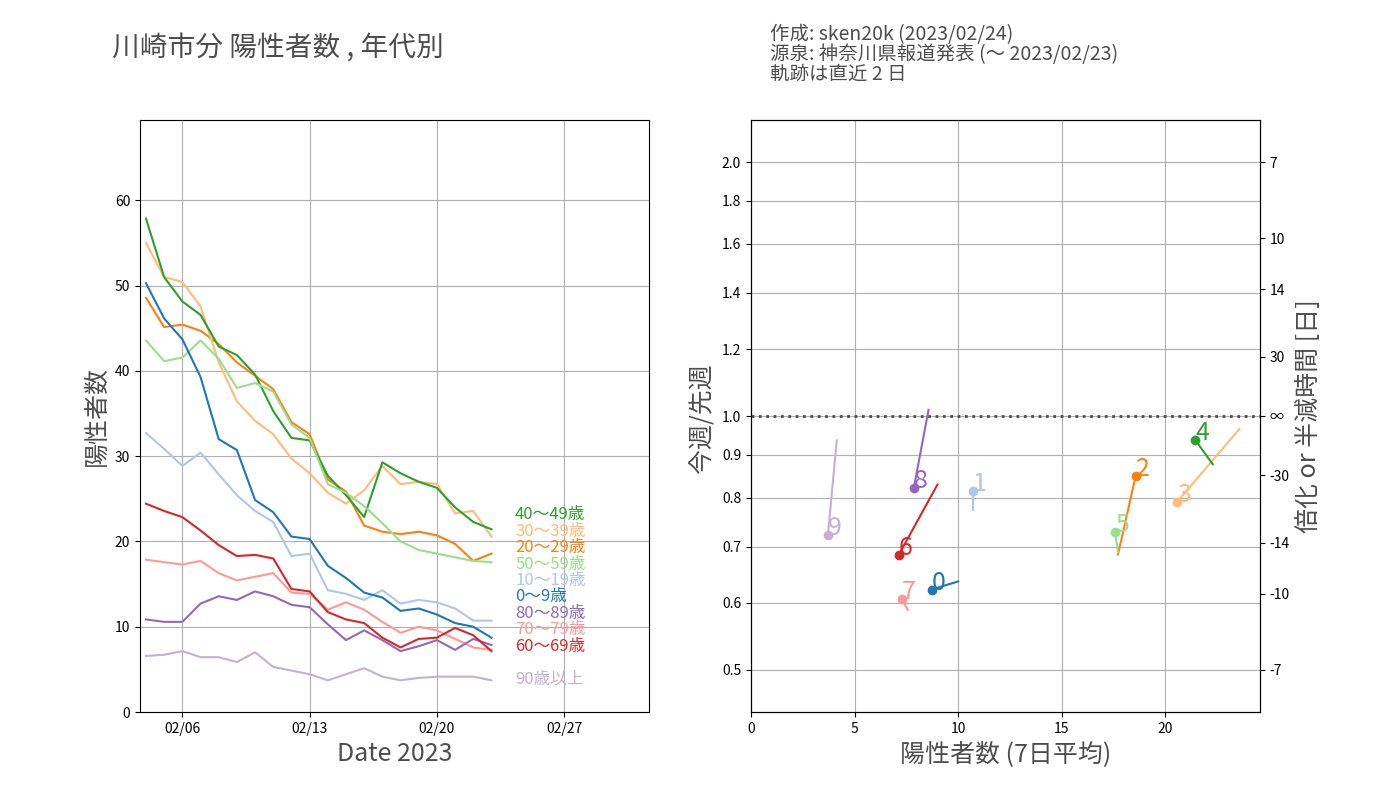 川崎市分 陽性者数 , 年代別
作成: sken20k (2023/02/24)
源泉: 神奈川県報道発表 (～ 2023/02/23)
軌跡は直近 2 日
陽性者数
60
50
40
30
20
10
0
02/06
02/13
02/20
02/27
Date 2023
40～49歳
30～39歳
20～29歳
50～59歳
10～19歳
0～9歳
80～89歳
70～79歳
60～69歳
90歳以上
今週/先週
2.0
1.8
1.6
1.4
1.2
1.0
0.9
0.8
0.7
0.6
0.5
0
5
10
15
20
陽性者数 (7日平均)
7
10
14
30
∞
-30
-14
-10
-7
倍化 or 半減時間 [日]
4
2
3
1
8
5
9
6
0
7